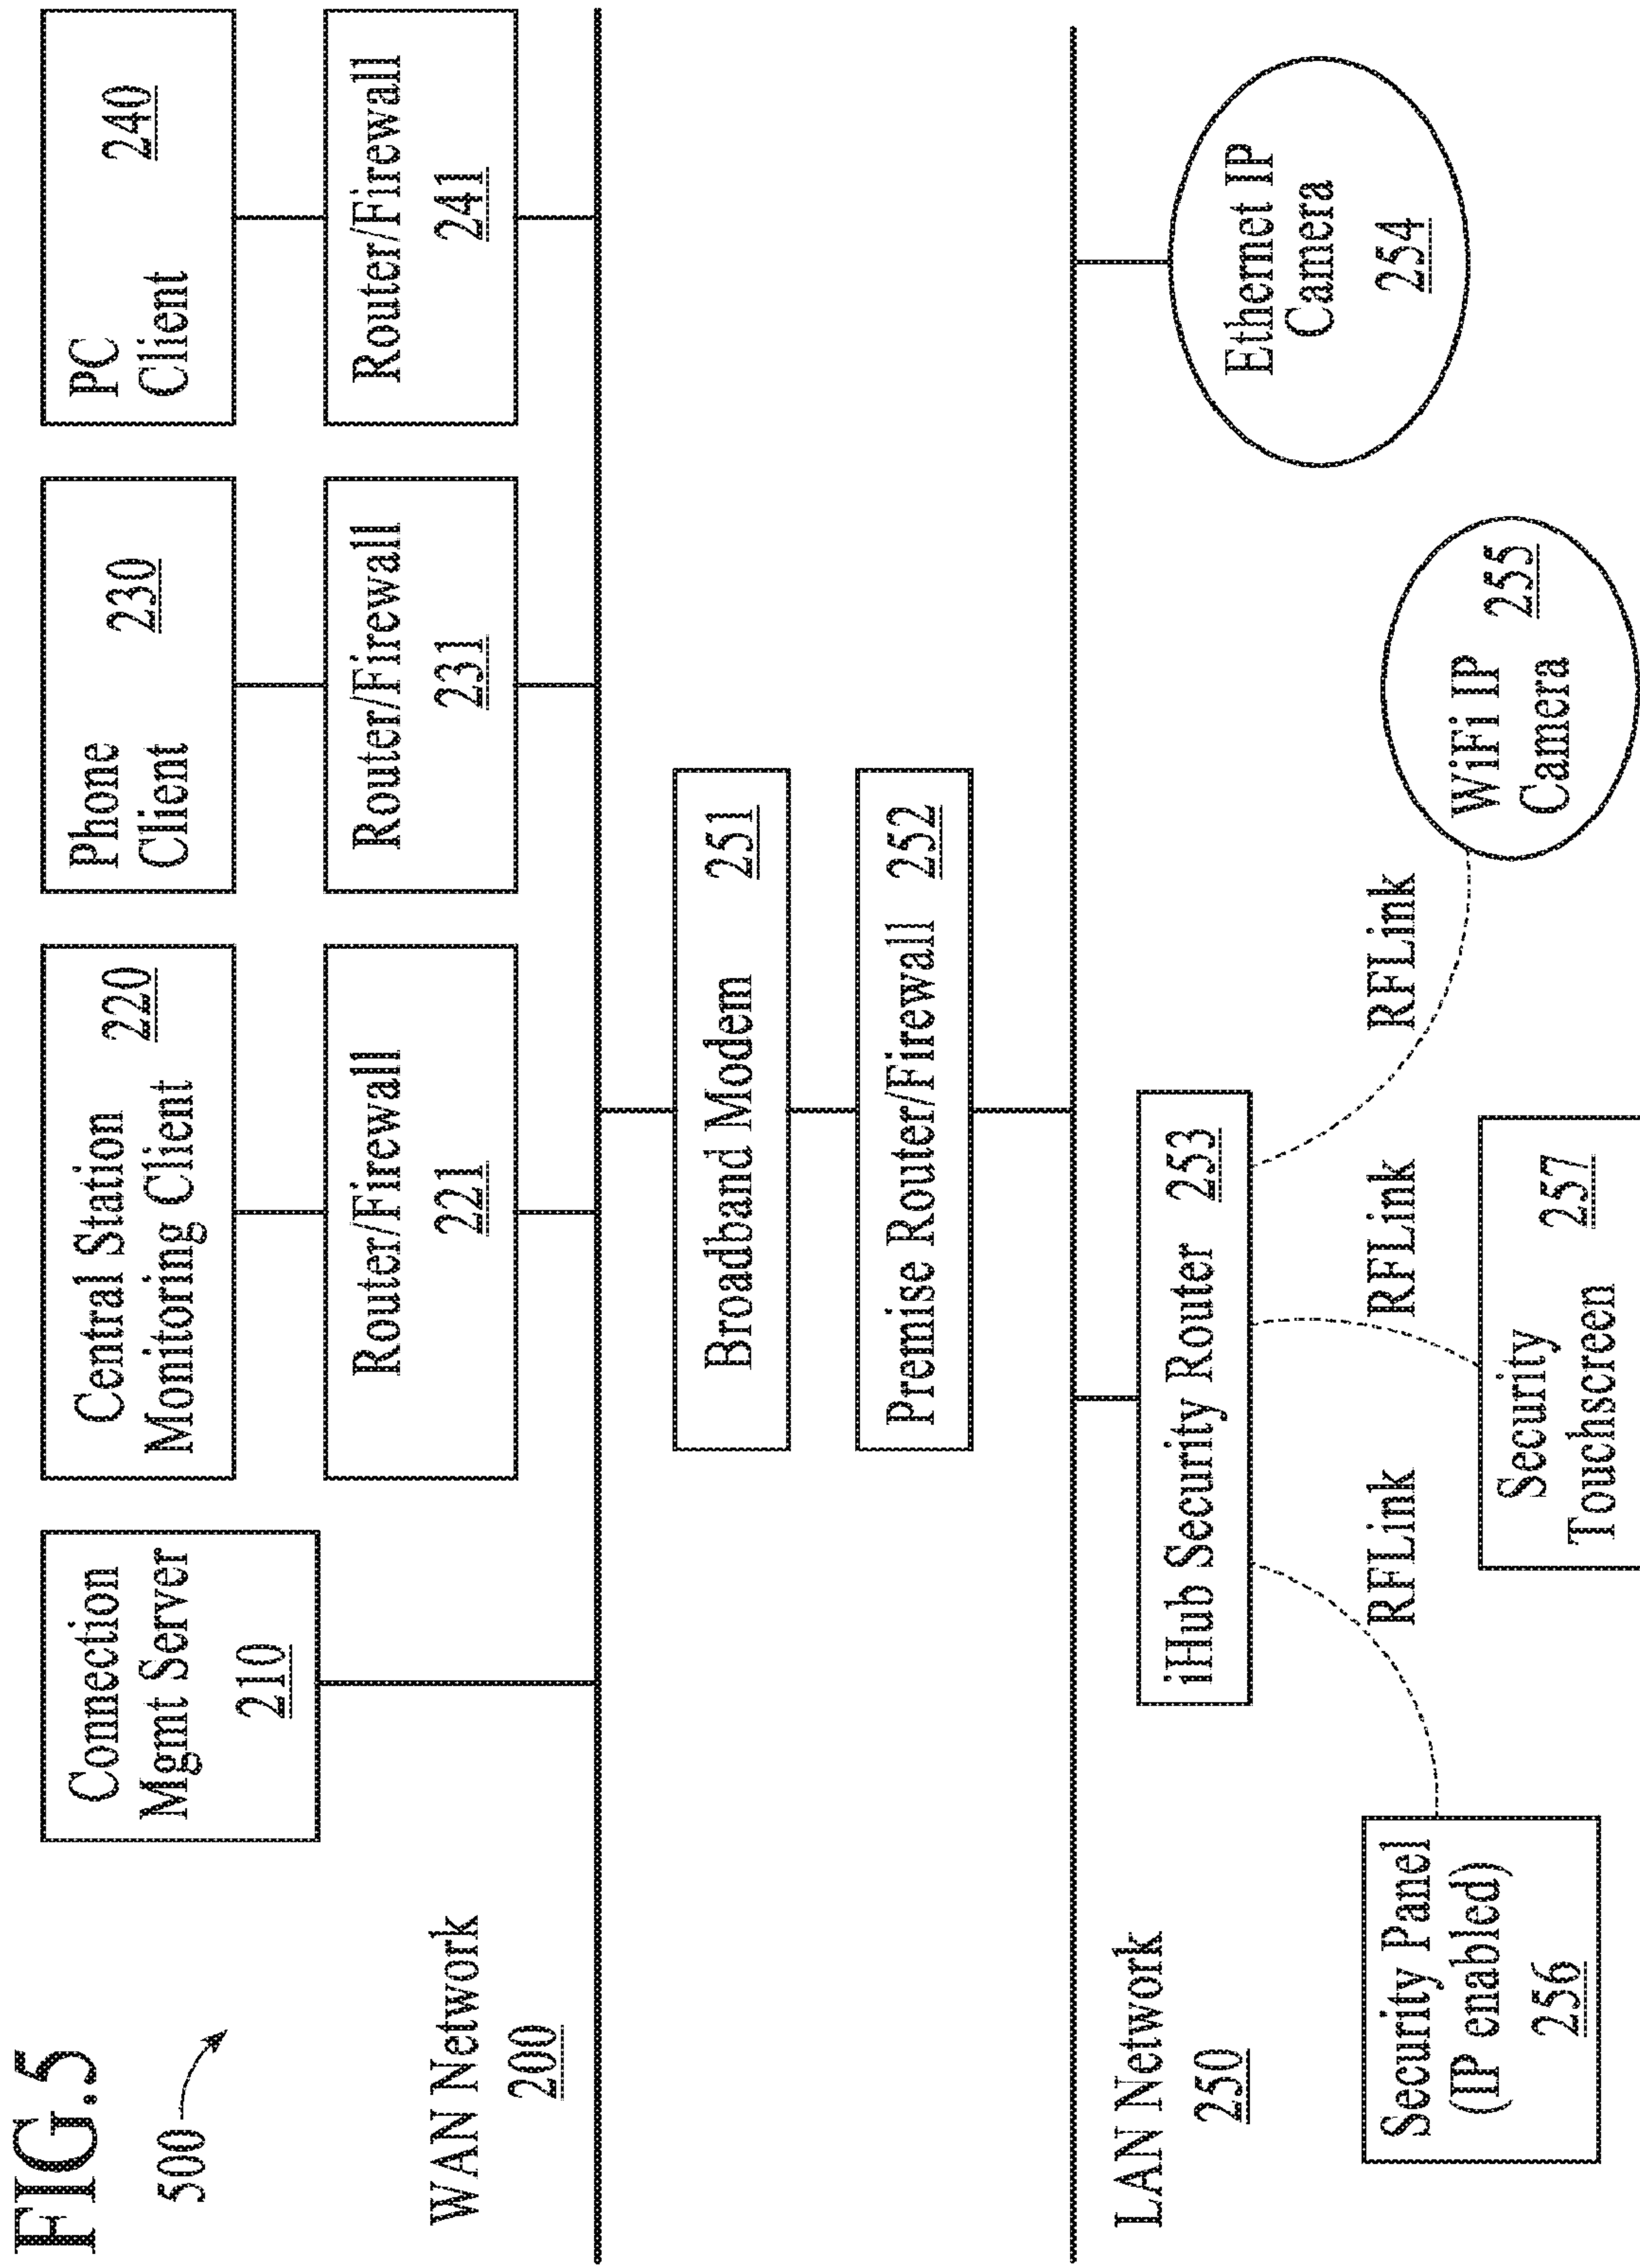 FIG.5
500
Connection
Mgmt Server
210
Central Station
Monitoring Client
220
Phone
Client
230
PC
Client
240
Router/Firewall
221
Router/Firewall
231
Router/Firewall
241
WAN Network
200
Broadband Modem 251
Premise Router/Firewall 252
LAN Network
250
iHub Security Router 253
Ethernet IP
Camera
254
RFLink
RFLink
RFLink
Security Panel
(IP enabled)
256
Security
Touchscreen
257
WiFi IP
Camera
255